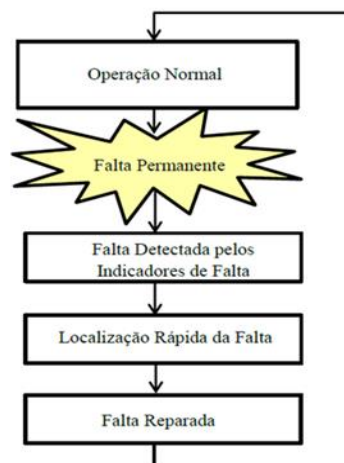 Operação Normal
Falta Permanente
Falta Detectada pelos
Indicadores de Falta
Localização Rápida da Falta
Falta Reparada